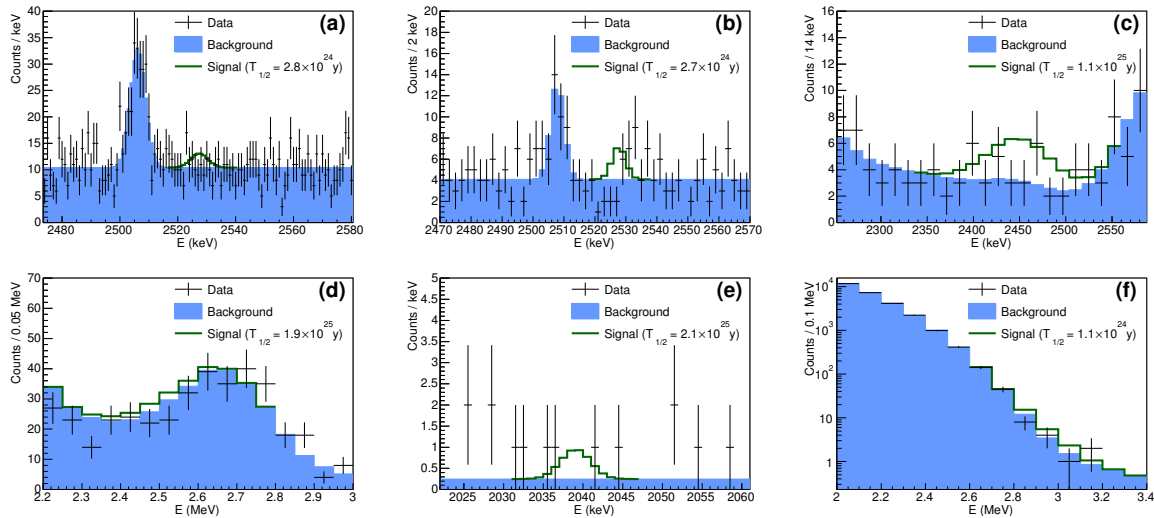 (a)
Data
Background
Signal (T1/2 = 2.8×10^24 y)
Counts / keV
40
35
30
25
20
15
10
5
0
2480 2500 2520 2540 2560 2580
E (keV)
(b)
Data
Background
Signal (T1/2 = 2.7×10^24 y)
Counts / 2 keV
20
18
16
14
12
10
8
6
4
2
0
2470 2480 2490 2500 2510 2520 2530 2540 2550 2560 2570
E (keV)
(c)
Data
Background
Signal (T1/2 = 1.1×10^25 y)
Counts / 14 keV
16
14
12
10
8
6
4
2
0
2300 2350 2400 2450 2500 2550
E (keV)
(d)
Data
Background
Signal (T1/2 = 1.9×10^25 y)
Counts / 0.05 MeV
70
60
50
40
30
20
10
0
2.2 2.3 2.4 2.5 2.6 2.7 2.8 2.9 3
E (MeV)
(e)
Data
Background
Signal (T1/2 = 2.1×10^25 y)
Counts / keV
5
4.5
4
3.5
3
2.5
2
1.5
1
0.5
0
2025 2030 2035 2040 2045 2050 2055 2060
E (keV)
(f)
Data
Background
Signal (T1/2 = 1.1×10^24 y)
Counts / 0.1 MeV
10^4
10^3
10^2
10
1
2 2.2 2.4 2.6 2.8 3 3.2 3.4
E (MeV)